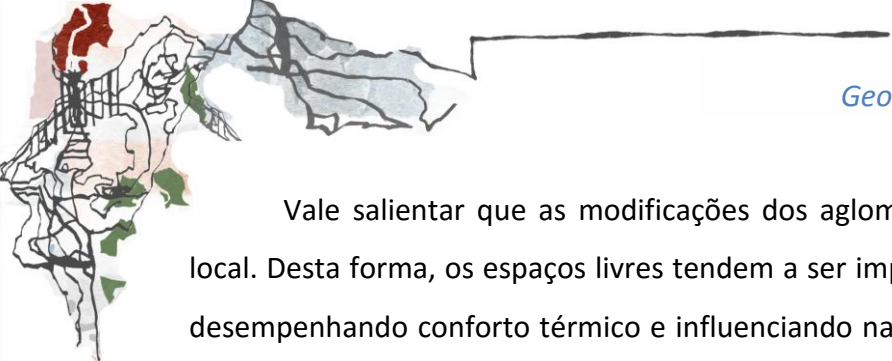 Geo
Vale salientar que as modificações dos aglom
local. Desta forma, os espaços livres tendem a ser imp
desempenhando conforto térmico e influenciando na